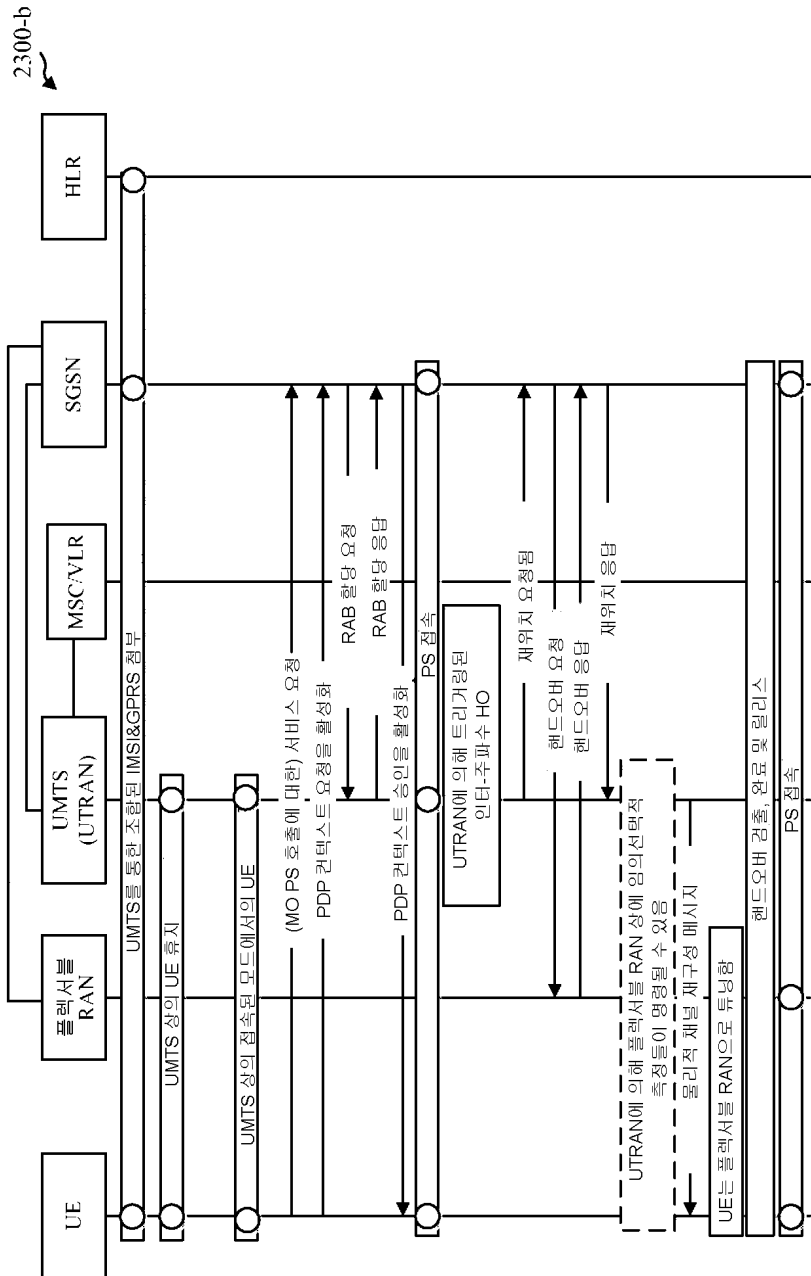 2300-b
UE
플렉서블
RAN
UMTS
(UTRAN)
MSC/VLR
SGSN
HLR
UMTS를 통한 조합된 IMSI&GPRS 첨부
UMTS 상의 UE 휴지
UMTS 상의 접속된 모드에서의 UE
(MO PS 호출에 대한) 서비스 요청
PDP 컨텍스트 요청을 활성화
RAB 할당 요청
RAB 할당 응답
PDP 컨텍스트 승인을 활성화
PS 접속
UTRAN에 의해 트리거링된
인터-주파수 HO
재위치 요청됨
핸드오버 요청
핸드오버 응답
재위치 응답
UTRAN에 의해 플렉서블 RAN 상에 임의선택적
측정들이 명령될 수 있음
물리적 채널 재구성 메시지
UE는 플렉서블 RAN으로 튜닝함
핸드오버 검출, 완료 및 릴리스
PS 접속